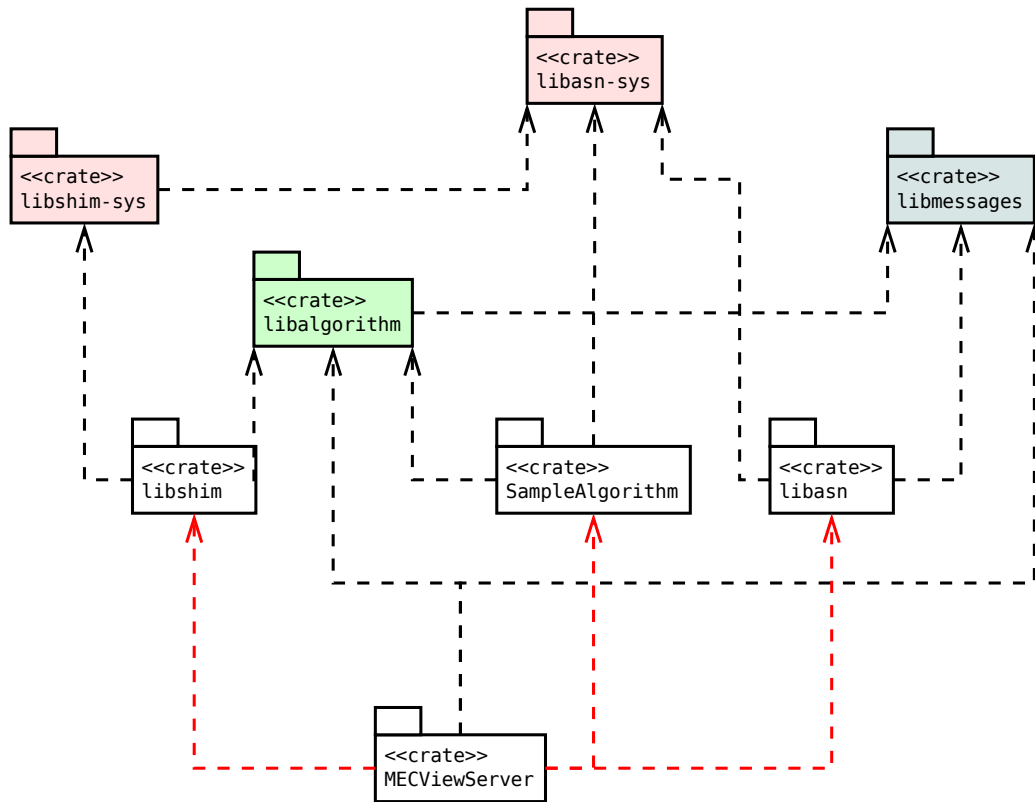 <<crate>>
libasn-sys
<<crate>>
libshim-sys
<<crate>>
libmessages
<<crate>>
libalgorithm
<<crate>>
libshim
<<crate>>
SampleAlgorithm
<<crate>>
libasn
<<crate>>
MECViewServer